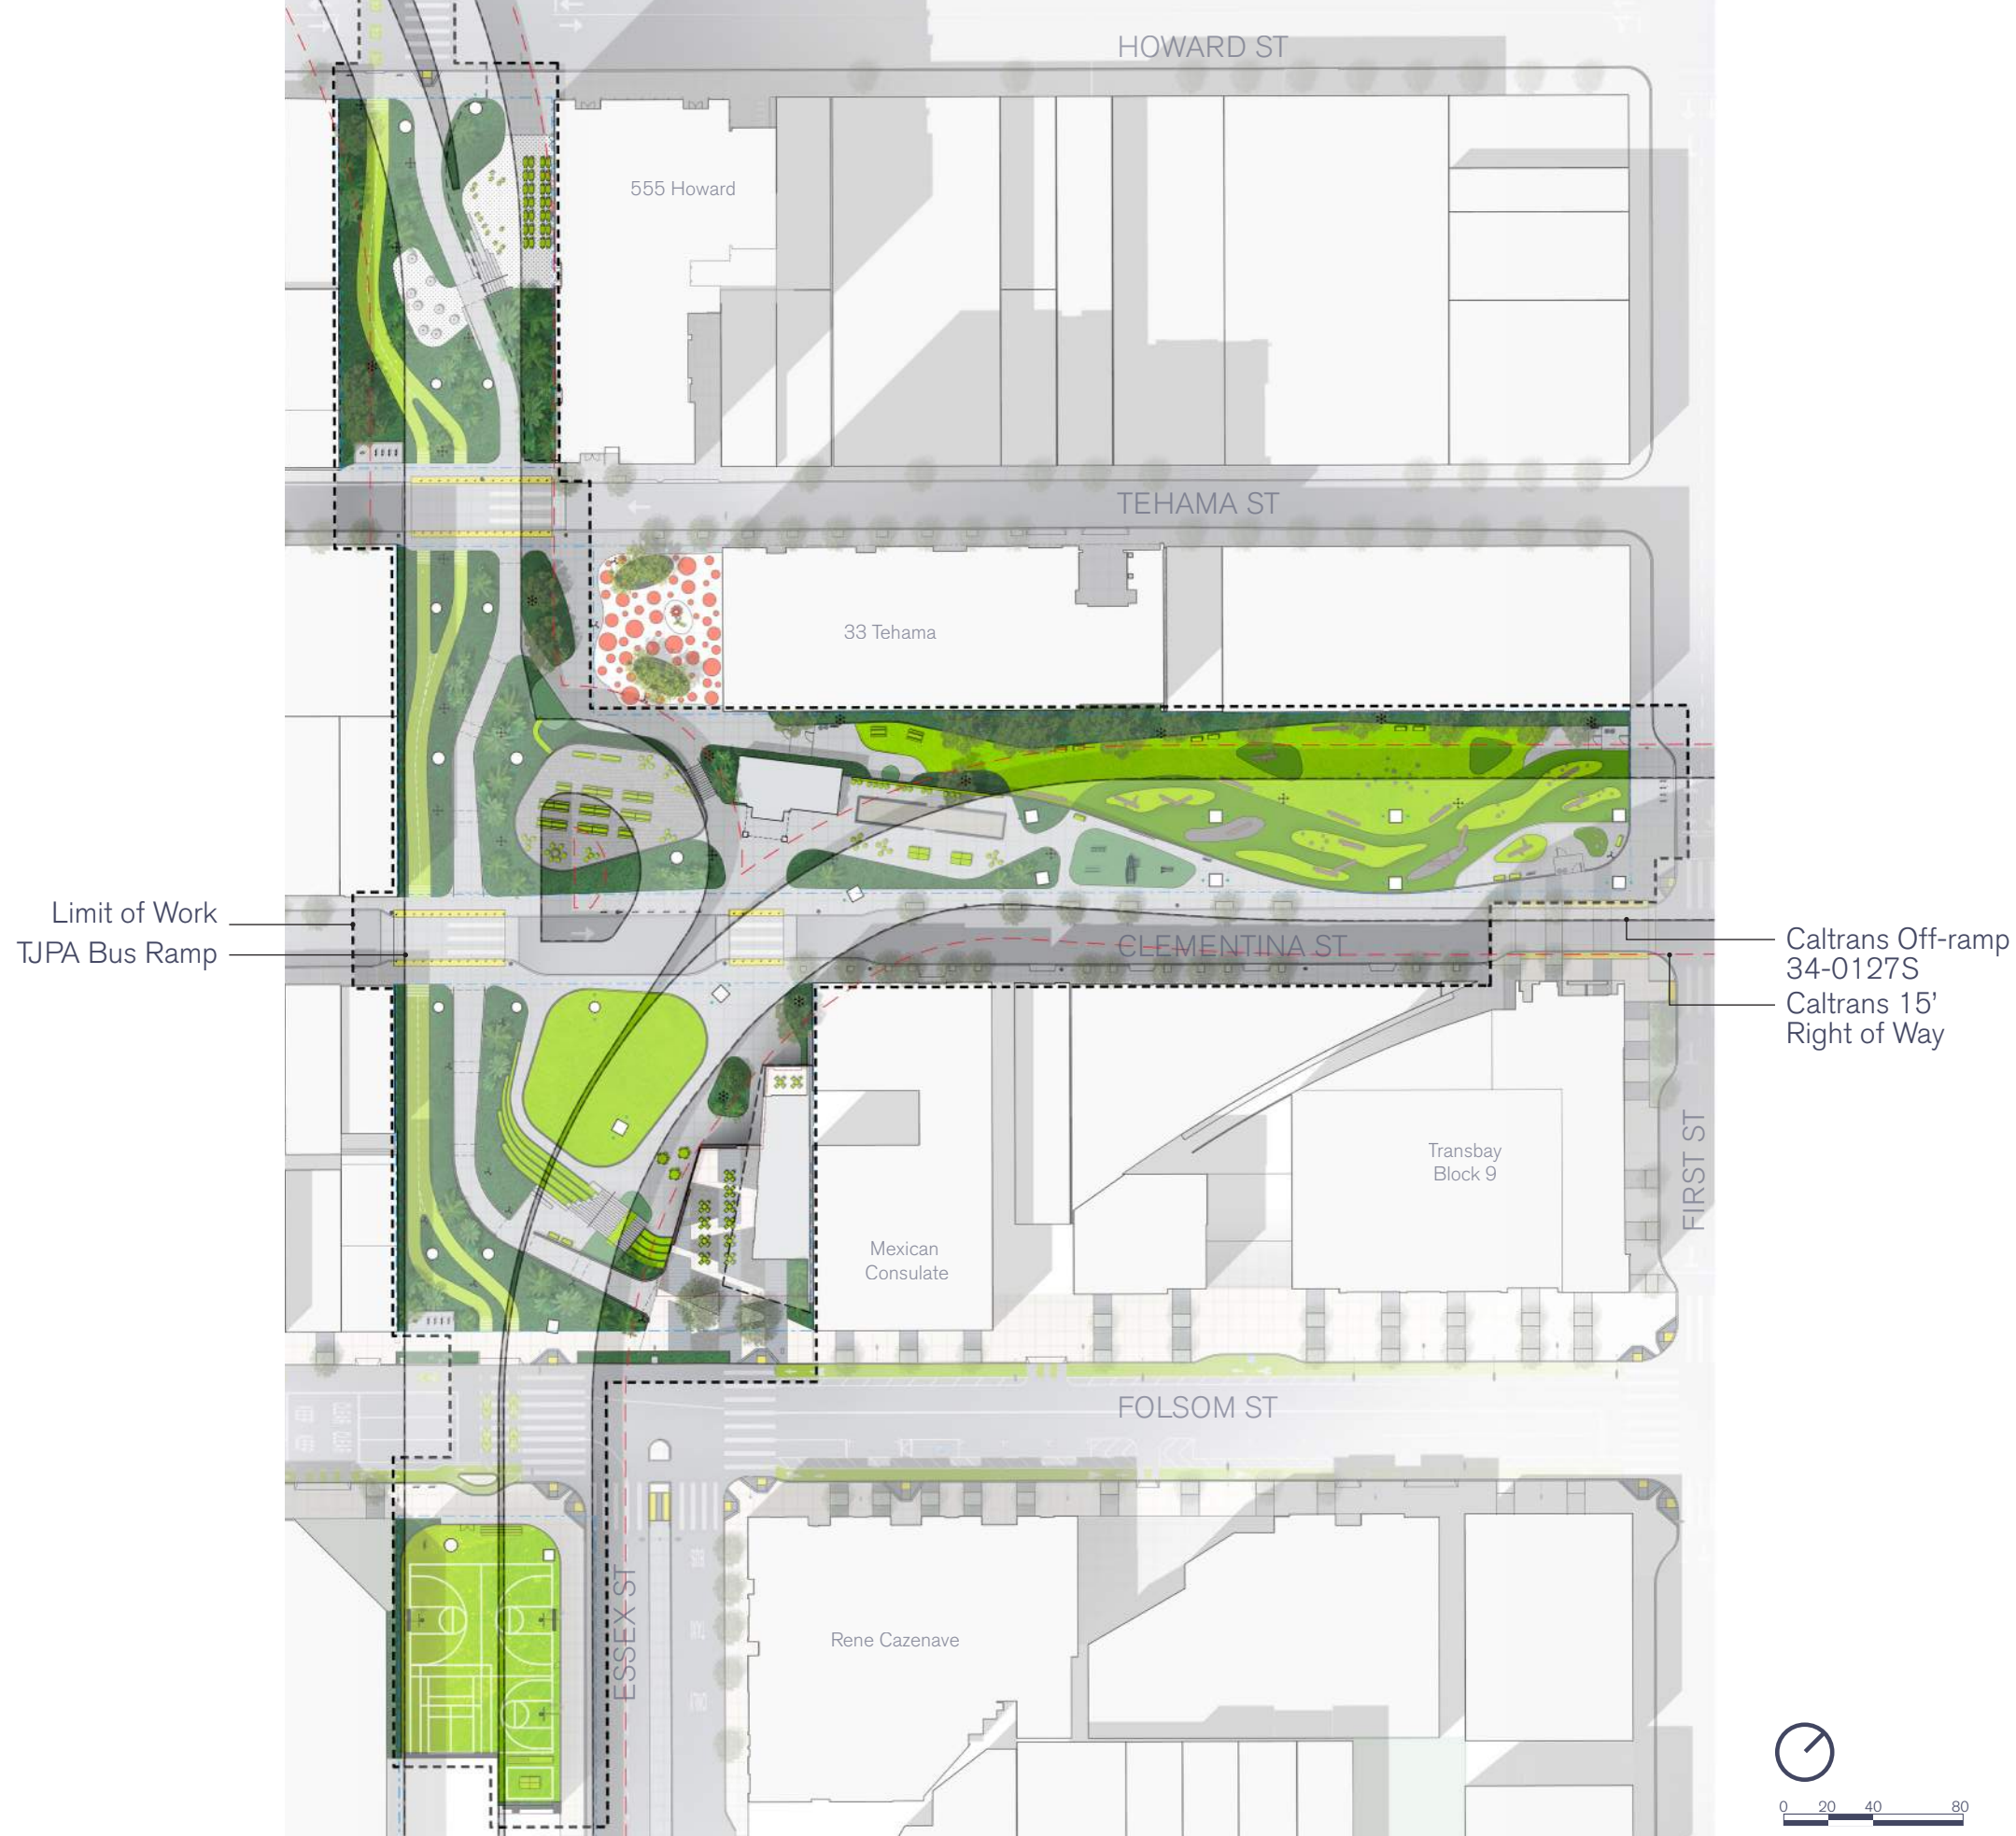 HOWARD ST
555 Howard
TEHAMA ST
33 Tehama
Limit of Work
TJPA Bus Ramp
CLEMENTINA ST
Caltrans Off-ramp
34-0127S
Caltrans 15'
Right of Way
FIRST ST
Transbay
Block 9
Mexican
Consulate
FOLSOM ST
ESSEX ST
Rene Cazenave
0 20 40 80